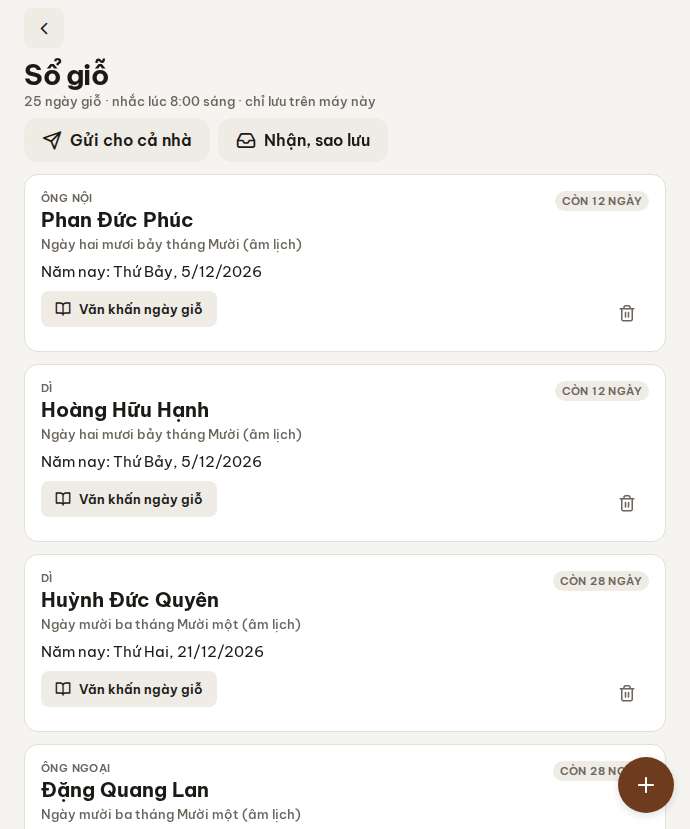 Sổ giỗ
25 ngày giỗ · nhắc lúc 8:00 sáng · chỉ lưu trên máy này
Gửi cho cả nhà
Nhận, sao lưu
ÔNG NỘI
CÒN 12 NGÀY
Phan Đức Phúc
Ngày hai mươi bảy tháng Mười (âm lịch)
Năm nay: Thứ Bảy, 5/12/2026
Văn khấn ngày giỗ
DÌ
CÒN 12 NGÀY
Hoàng Hữu Hạnh
Ngày hai mươi bảy tháng Mười (âm lịch)
Năm nay: Thứ Bảy, 5/12/2026
Văn khấn ngày giỗ
DÌ
CÒN 28 NGÀY
Huỳnh Đức Quyên
Ngày mười ba tháng Mười một (âm lịch)
Năm nay: Thứ Hai, 21/12/2026
Văn khấn ngày giỗ
ÔNG NGOẠI
CÒN 28
Đặng Quang Lan
Ngày mười ba tháng Mười một (âm lịch)